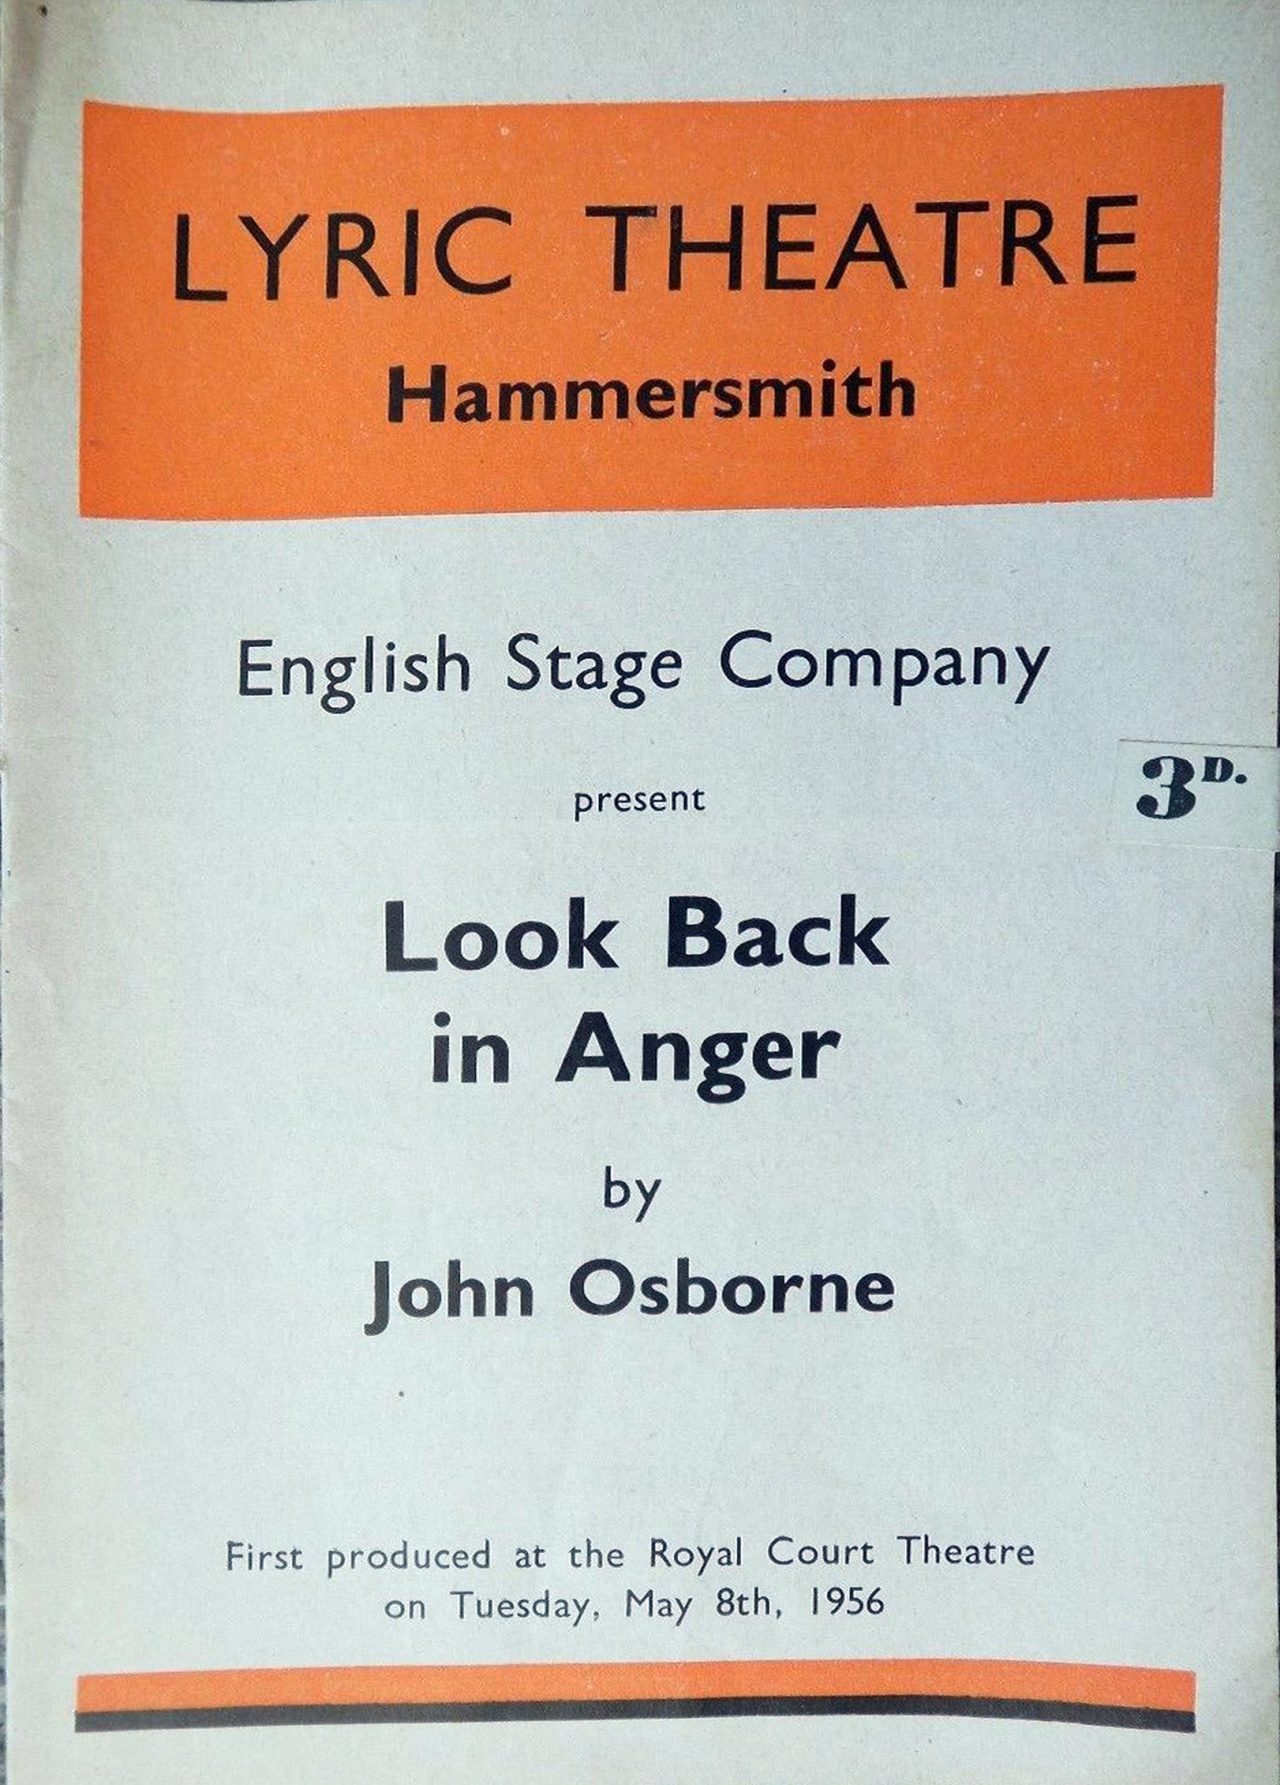 LYRIC THEATRE
Hammersmith
English Stage Company
present
3D.
Look Back
in Anger
by
John Osborne
First produced at the Royal Court Theatre
on Tuesday, May 8th, 1956